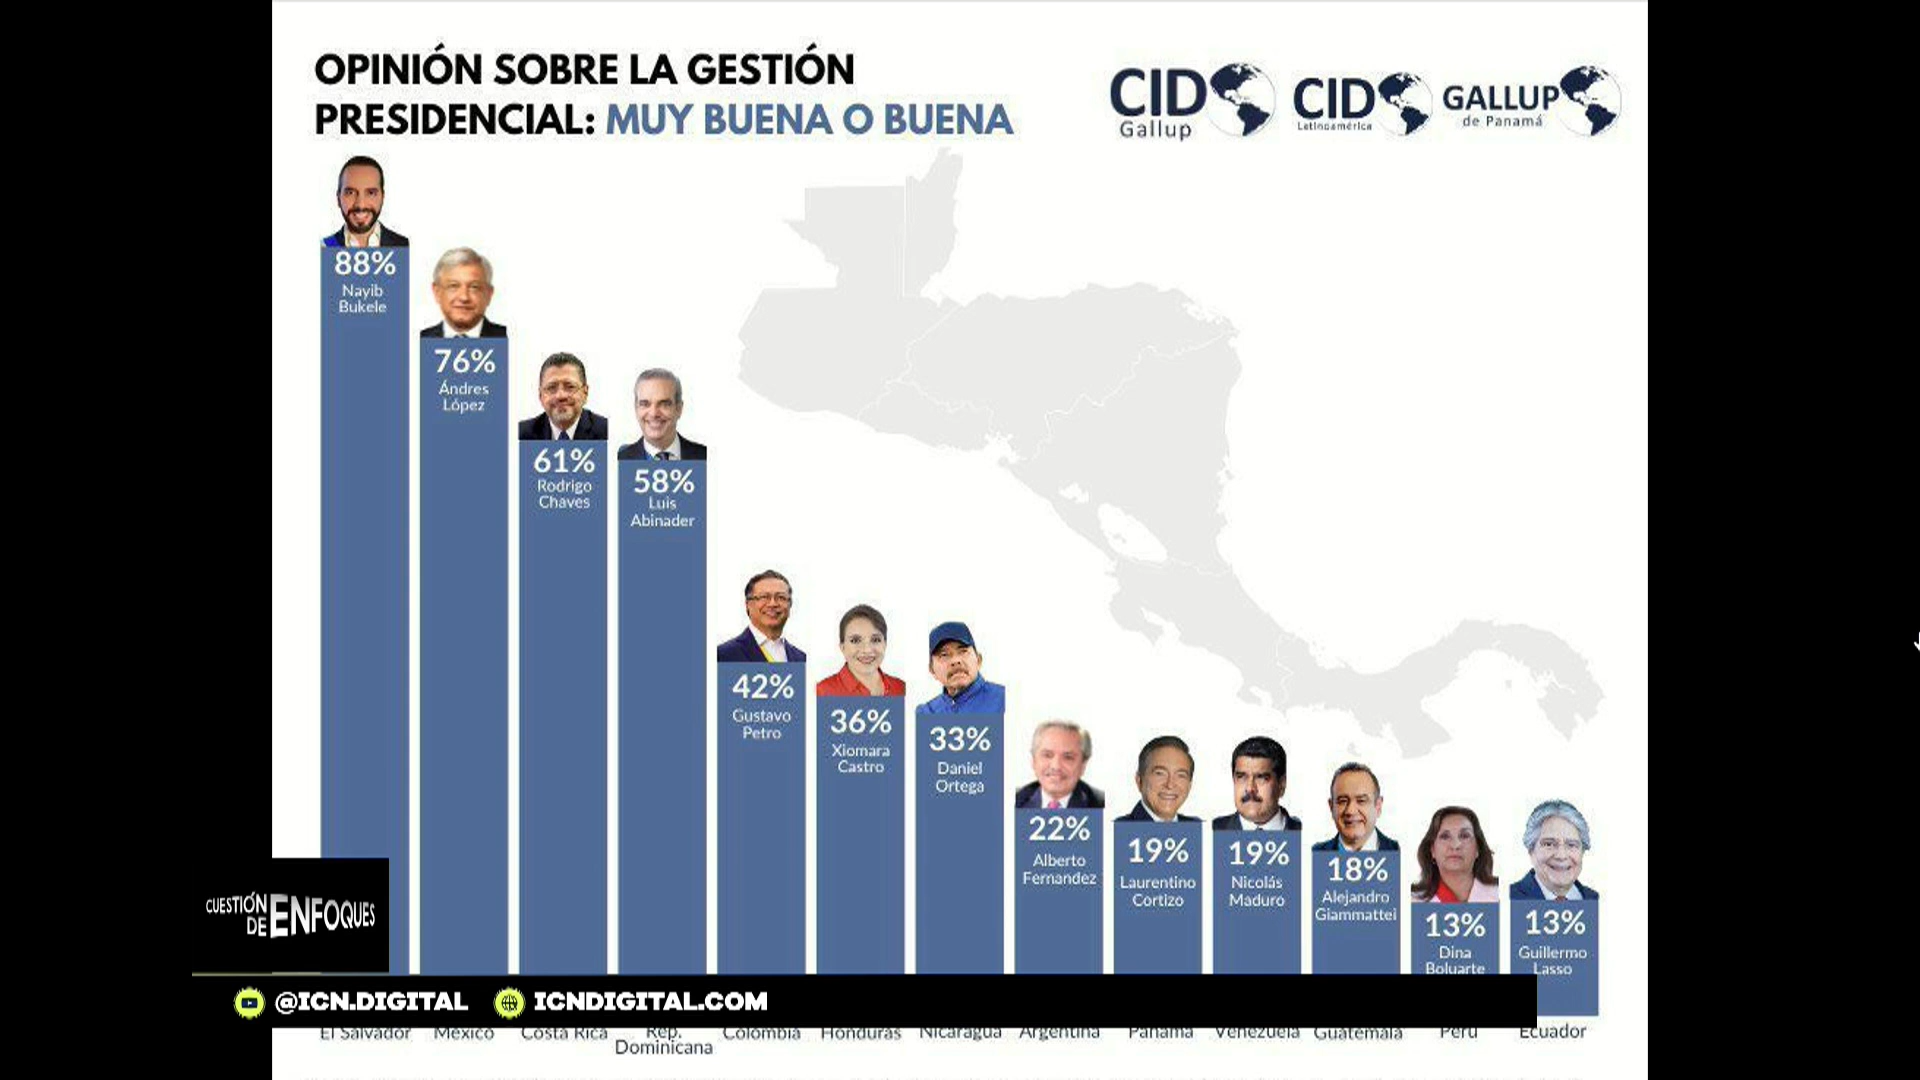 OPINIÓN SOBRE LA GESTIÓN
PRESIDENCIAL: MUY BUENA O BUENA
CID
Gallup
CID
Latinoamérica
GALLUP
de Panamá
88%
Nayib
Bukele
76%
Ándres
López
61%
Rodrigo
Chaves
58%
Luis
Abinader
42%
Gustavo
Petro
36%
Xiomara
Castro
33%
Daniel
Ortega
22%
Alberto
Fernandez
19%
Laurentino
Cortizo
19%
Nicolás
Maduro
18%
Alejandro
Giammattei
13%
Dina
Boluarte
13%
Guillermo
Lasso
CUESTIÓN
DE ENFOQUES
@ICN.DIGITAL ICNDIGITAL.COM
El Salvador
México
Costa Rica
Rep.
Dominicana
Colombia
Honduras
Nicaragua
Argentina
Panamá
Venezuela
Guatemala
Perú
Ecuador